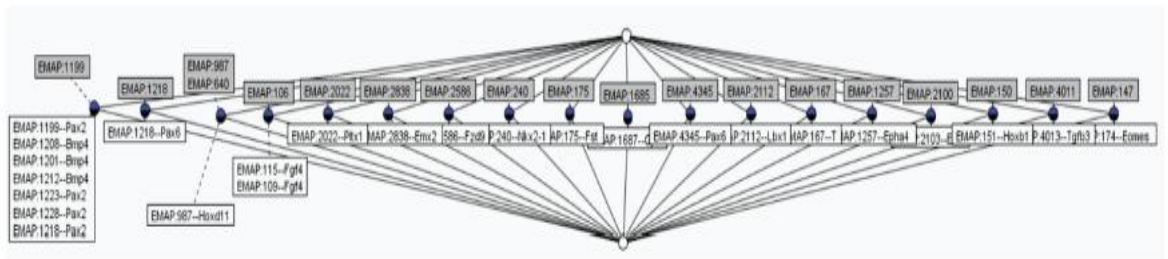 EMAP:1199
EMAP:1218
EMAP:987
EMAP:640
EMAP:106
EMAP:2022
EMAP:2838
EMAP:2586
EMAP:240
EMAP:175
EMAP:1685
EMAP:4345
EMAP:2112
EMAP:167
EMAP:1257
EMAP:2100
EMAP:150
EMAP:4011
EMAP:147
EMAP:1199--Pax2
EMAP:1208--Bmp4
EMAP:1201--Bmp4
EMAP:1212--Bmp4
EMAP:1223--Pax2
EMAP:1228--Pax2
EMAP:1218--Pax2
EMAP:1218--Pax6
EMAP:987--Hoxd11
EMAP:115--Fgf4
EMAP:109--Fgf4
EMAP:2022--Pitx1
MAP:2838--Emx2
586--Fzd9
P:240--Nkx2-1
AP:175--Fst
AP:1687--
EMAP:4345--Pax6
P:2112--Lbx1
MAP:167--T
AP:1257--Epha4
P:2103--
EMAP:151--Hoxb1
P:4013--Tgfb3
P:174--Eomes